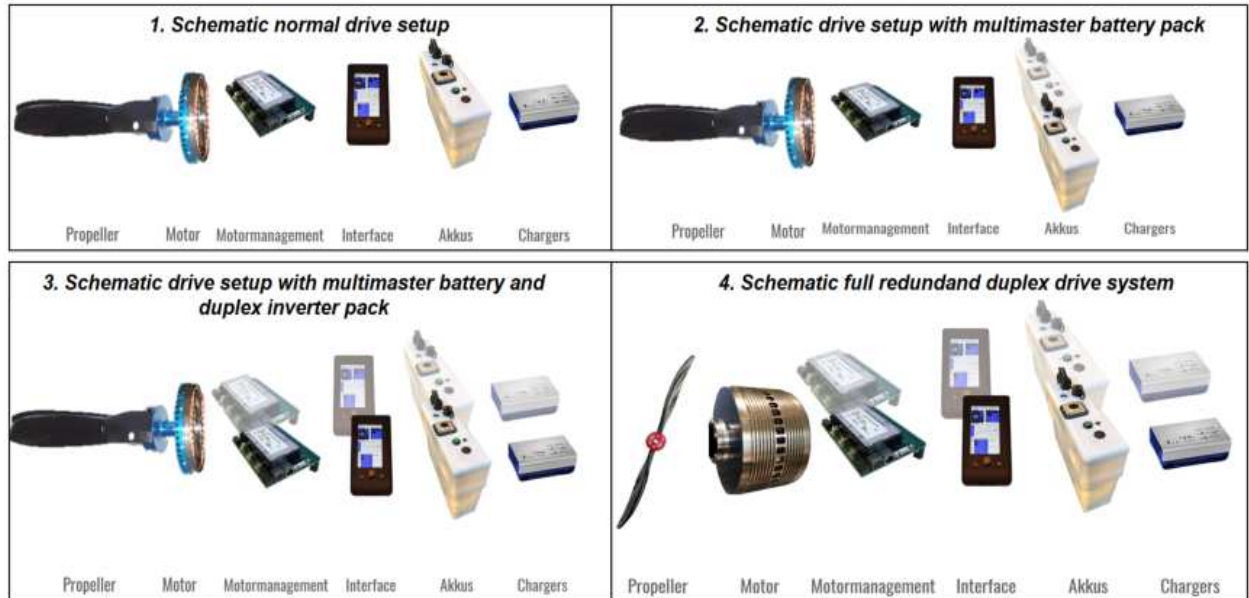 1. Schematic normal drive setup
Propeller Motor Motormanagement Interface Akkus Chargers
2. Schematic drive setup with multimaster battery pack
Propeller Motor Motormanagement Interface Akkus Chargers
3. Schematic drive setup with multimaster battery and
duplex inverter pack
Propeller Motor Motormanagement Interface Akkus Chargers
4. Schematic full redundand duplex drive system
Propeller Motor Motormanagement Interface Akkus Chargers